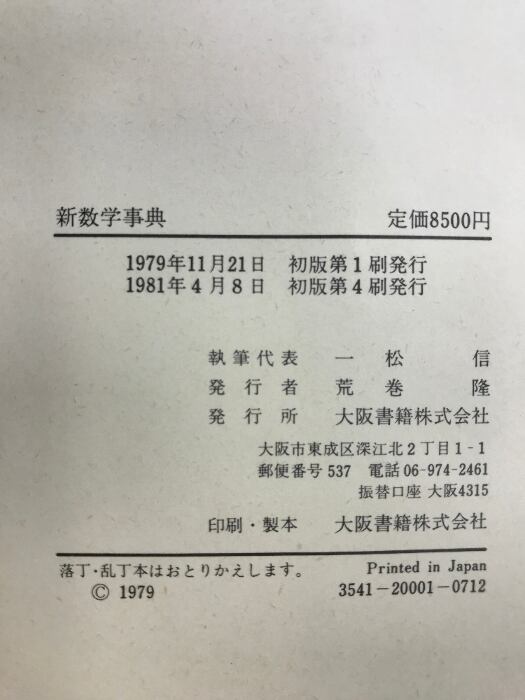 新数学事典 定価8500円
1979年11月21日 初版第1刷発行
1981年4月8日 初版第4刷発行
執筆代表 一松信
発行者 荒巻隆
発行所 大阪書籍株式会社
大阪市東成区深江北2丁目1-1
郵便番号537 電話06-974-2461
振替口座 大阪4315
印刷・製本 大阪書籍株式会社
落丁・乱丁本はおとりかえします。 Printed in Japan
© 1979 3541-20001-0712